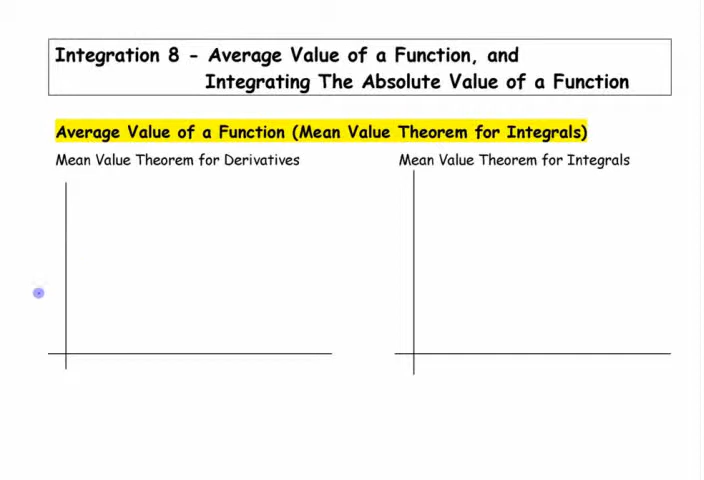 Integration 8 - Average Value of a Function, and
Integrating The Absolute Value of a Function
Average Value of a Function (Mean Value Theorem for Integrals)
Mean Value Theorem for Derivatives
Mean Value Theorem for Integrals